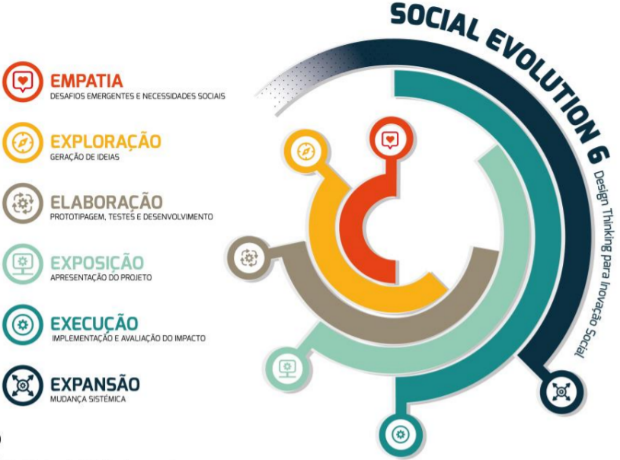 SOCIAL EVOLUTION 6
Design Thinking para Inovação Social
EMPATIA
DESAFIOS EMERGENTES E NECESSIDADES SOCIAIS
EXPLORAÇÃO
GERAÇÃO DE IDEIAS
ELABORAÇÃO
PROTOTIPAGEM, TESTES E DESENVOLVIMENTO
EXPOSIÇÃO
APRESENTAÇÃO DO PROJETO
EXECUÇÃO
IMPLEMENTAÇÃO E AVALIAÇÃO DO IMPACTO
EXPANSÃO
MUDANÇA SISTÉMICA